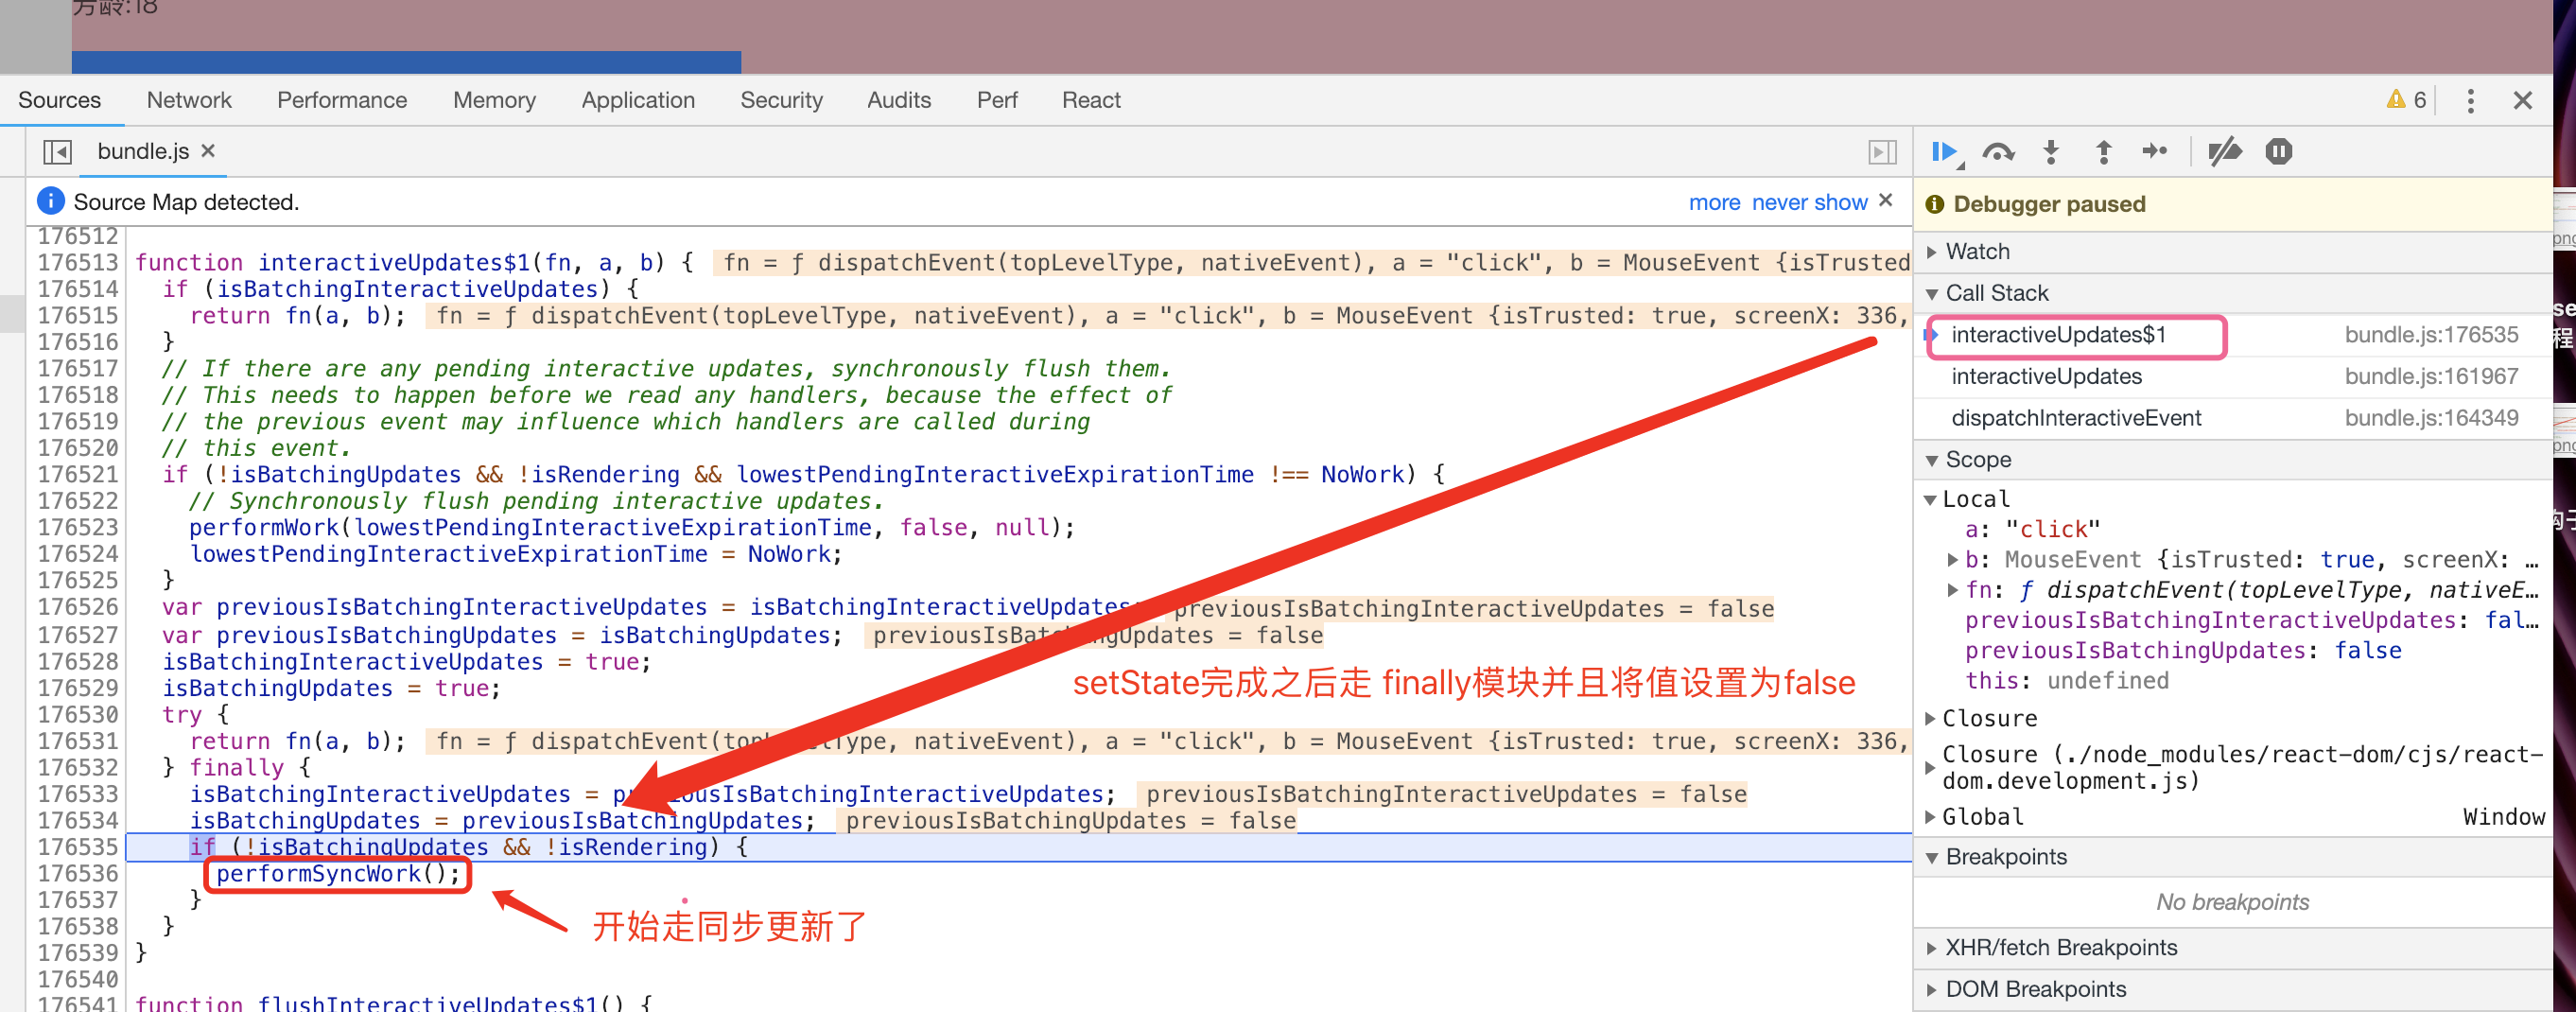 芳龄:18
Sources Network Performance Memory Application Security Audits Perf React 6
bundle.js
Source Map detected. more never show
176512
176513 function interactiveUpdates$1(fn, a, b) { fn = ƒ dispatchEvent(topLevelType, nativeEvent), a = "click", b = MouseEvent {isTrusted
176514 if (isBatchingInteractiveUpdates) {
176515 return fn(a, b); fn = ƒ dispatchEvent(topLevelType, nativeEvent), a = "click", b = MouseEvent {isTrusted: true, screenX: 336,
176516 }
176517 // If there are any pending interactive updates, synchronously flush them.
176518 // This needs to happen before we read any handlers, because the effect of
176519 // the previous event may influence which handlers are called during
176520 // this event.
176521 if (!isBatchingUpdates && !isRendering && lowestPendingInteractiveExpirationTime !== NoWork) {
176522 // Synchronously flush pending interactive updates.
176523 performWork(lowestPendingInteractiveExpirationTime, false, null);
176524 lowestPendingInteractiveExpirationTime = NoWork;
176525 }
176526 var previousIsBatchingInteractiveUpdates = isBatchingInteractiveUpdates; previousIsBatchingInteractiveUpdates = false
176527 var previousIsBatchingUpdates = isBatchingUpdates; previousIsBatchingUpdates = false
176528 isBatchingInteractiveUpdates = true;
176529 isBatchingUpdates = true;
setState完成之后走 finally模块并且将值设置为false
176530 try {
176531 return fn(a, b); fn = ƒ dispatchEvent(topLevelType, nativeEvent), a = "click", b = MouseEvent {isTrusted: true, screenX: 336,
176532 } finally {
176533 isBatchingInteractiveUpdates = previousIsBatchingInteractiveUpdates; previousIsBatchingInteractiveUpdates = false
176534 isBatchingUpdates = previousIsBatchingUpdates; previousIsBatchingUpdates = false
176535 if (!isBatchingUpdates && !isRendering) {
176536 performSyncWork();
176537 }
开始走同步更新了
176538 }
176539 }
176540
176541 function flushInteractiveUpdates$1() {
Debugger paused
Watch
Call Stack
interactiveUpdates$1 bundle.js:176535
interactiveUpdates bundle.js:161967
dispatchInteractiveEvent bundle.js:164349
Scope
Local
a: "click"
b: MouseEvent {isTrusted: true, screenX: …
fn: ƒ dispatchEvent(topLevelType, nativeE…
previousIsBatchingInteractiveUpdates: fal…
previousIsBatchingUpdates: false
this: undefined
Closure
Closure (./node_modules/react-dom/cjs/react-
dom.development.js)
Global Window
Breakpoints
No breakpoints
XHR/fetch Breakpoints
DOM Breakpoints